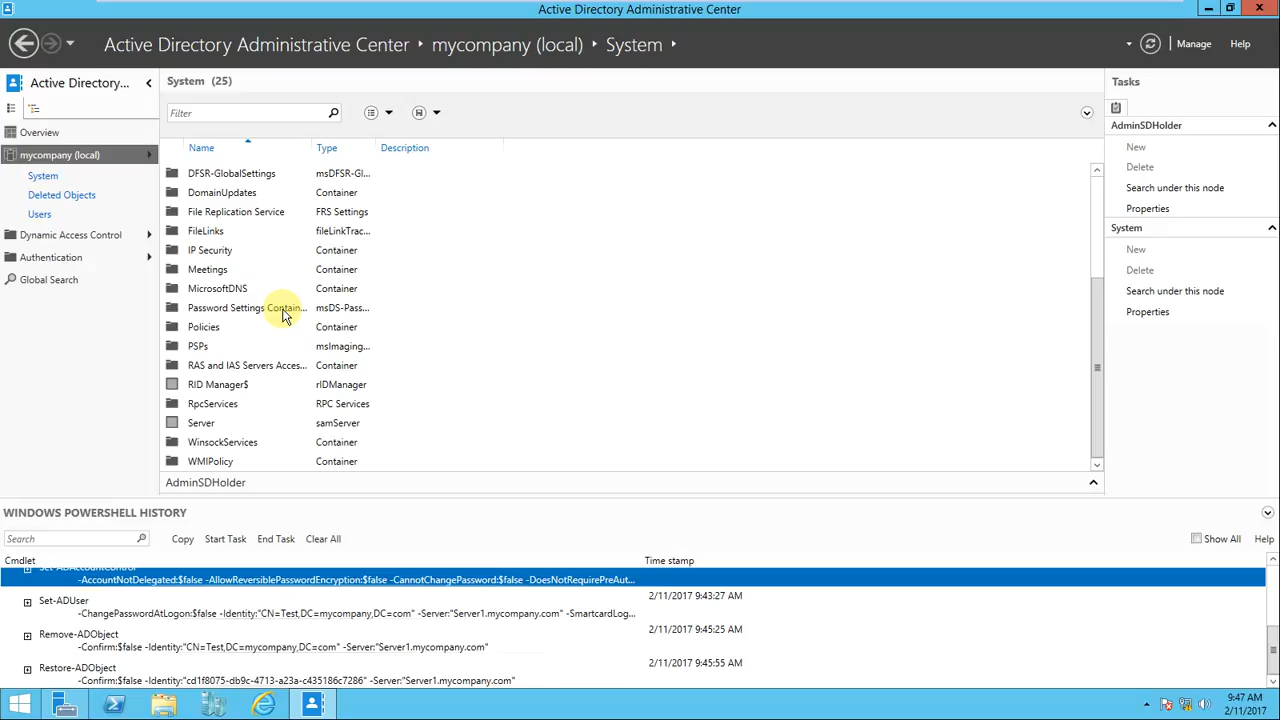 Active Directory Administrative Center
Active Directory Administrative Center mycompany (local) System
Manage Help
Active Directory...
Overview
mycompany (local)
System
Deleted Objects
Users
Dynamic Access Control
Authentication
Global Search
System (25)
Filter
Name Type Description
DFSR-GlobalSettings msDFSR-Gl...
DomainUpdates Container
File Replication Service FRS Settings
FileLinks fileLinkTrac...
IP Security Container
Meetings Container
MicrosoftDNS Container
Password Settings Contain... msDS-Pass...
Policies Container
PSPs msImaging...
RAS and IAS Servers Acces... Container
RID Manager$ rIDManager
RpcServices RPC Services
Server samServer
WinsockServices Container
WMIPolicy Container
AdminSDHolder
Tasks
AdminSDHolder
New
Delete
Search under this node
Properties
System
New
Delete
Search under this node
Properties
WINDOWS POWERSHELL HISTORY
Search Copy Start Task End Task Clear All Show All Help
Cmdlet Time stamp
Set-ADAccountControl
-AccountNotDelegated:$false -AllowReversiblePasswordEncryption:$false -CannotChangePassword:$false -DoesNotRequirePreAut...
Set-ADUser 2/11/2017 9:43:27 AM
-ChangePasswordAtLogon:$false -Identity:"CN=Test,DC=mycompany,DC=com" -Server:"Server1.mycompany.com" -SmartcardLog...
Remove-ADObject 2/11/2017 9:45:25 AM
-Confirm:$false -Identity:"CN=Test,DC=mycompany,DC=com" -Server:"Server1.mycompany.com"
Restore-ADObject 2/11/2017 9:45:55 AM
-Confirm:$false -Identity:"cd1f8075-db9c-4713-a23a-c435186c7286" -Server:"Server1.mycompany.com"
9:47 AM
2/11/2017